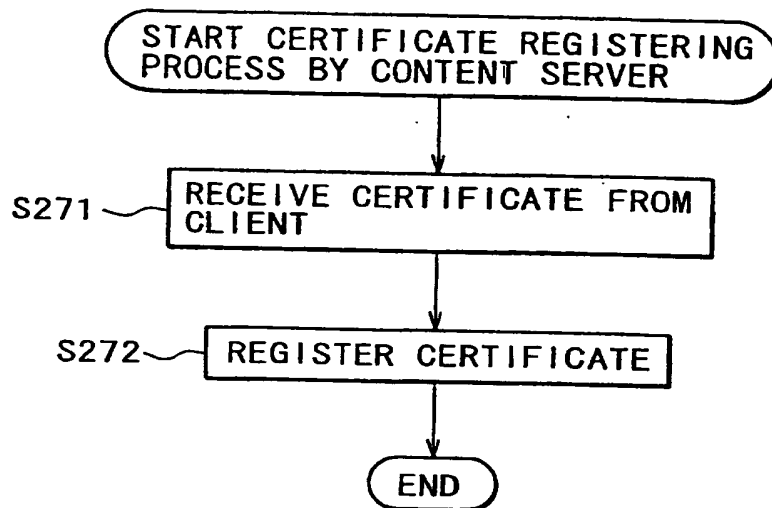 START CERTIFICATE REGISTERING
PROCESS BY CONTENT SERVER
S271
RECEIVE CERTIFICATE FROM
CLIENT
S272
REGISTER CERTIFICATE
END